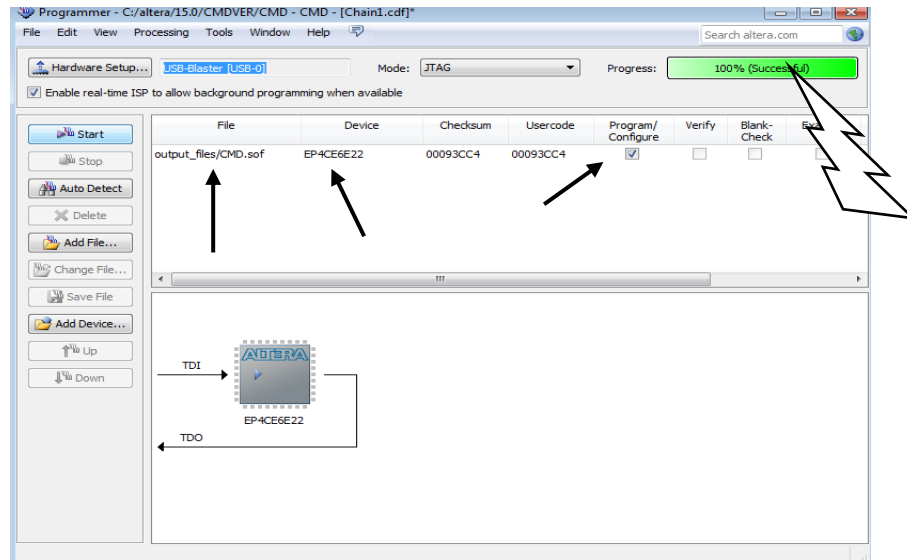 Programmer - C:/altera/15.0/CMDVER/CMD - CMD - [Chain1.cdf]*
File Edit View Processing Tools Window Help
Search altera.com
Hardware Setup... USB-Blaster [USB-0] Mode: JTAG Progress: 100% (Successful)
Enable real-time ISP to allow background programming when available
Start
Stop
Auto Detect
Delete
Add File...
Change File...
Save File
Add Device...
Up
Down
File Device Checksum Usercode Program/ Configure Verify Blank- Check
output_files/CMD.sof EP4CE6E22 00093CC4 00093CC4
TDI
ALTERA
EP4CE6E22
TDO